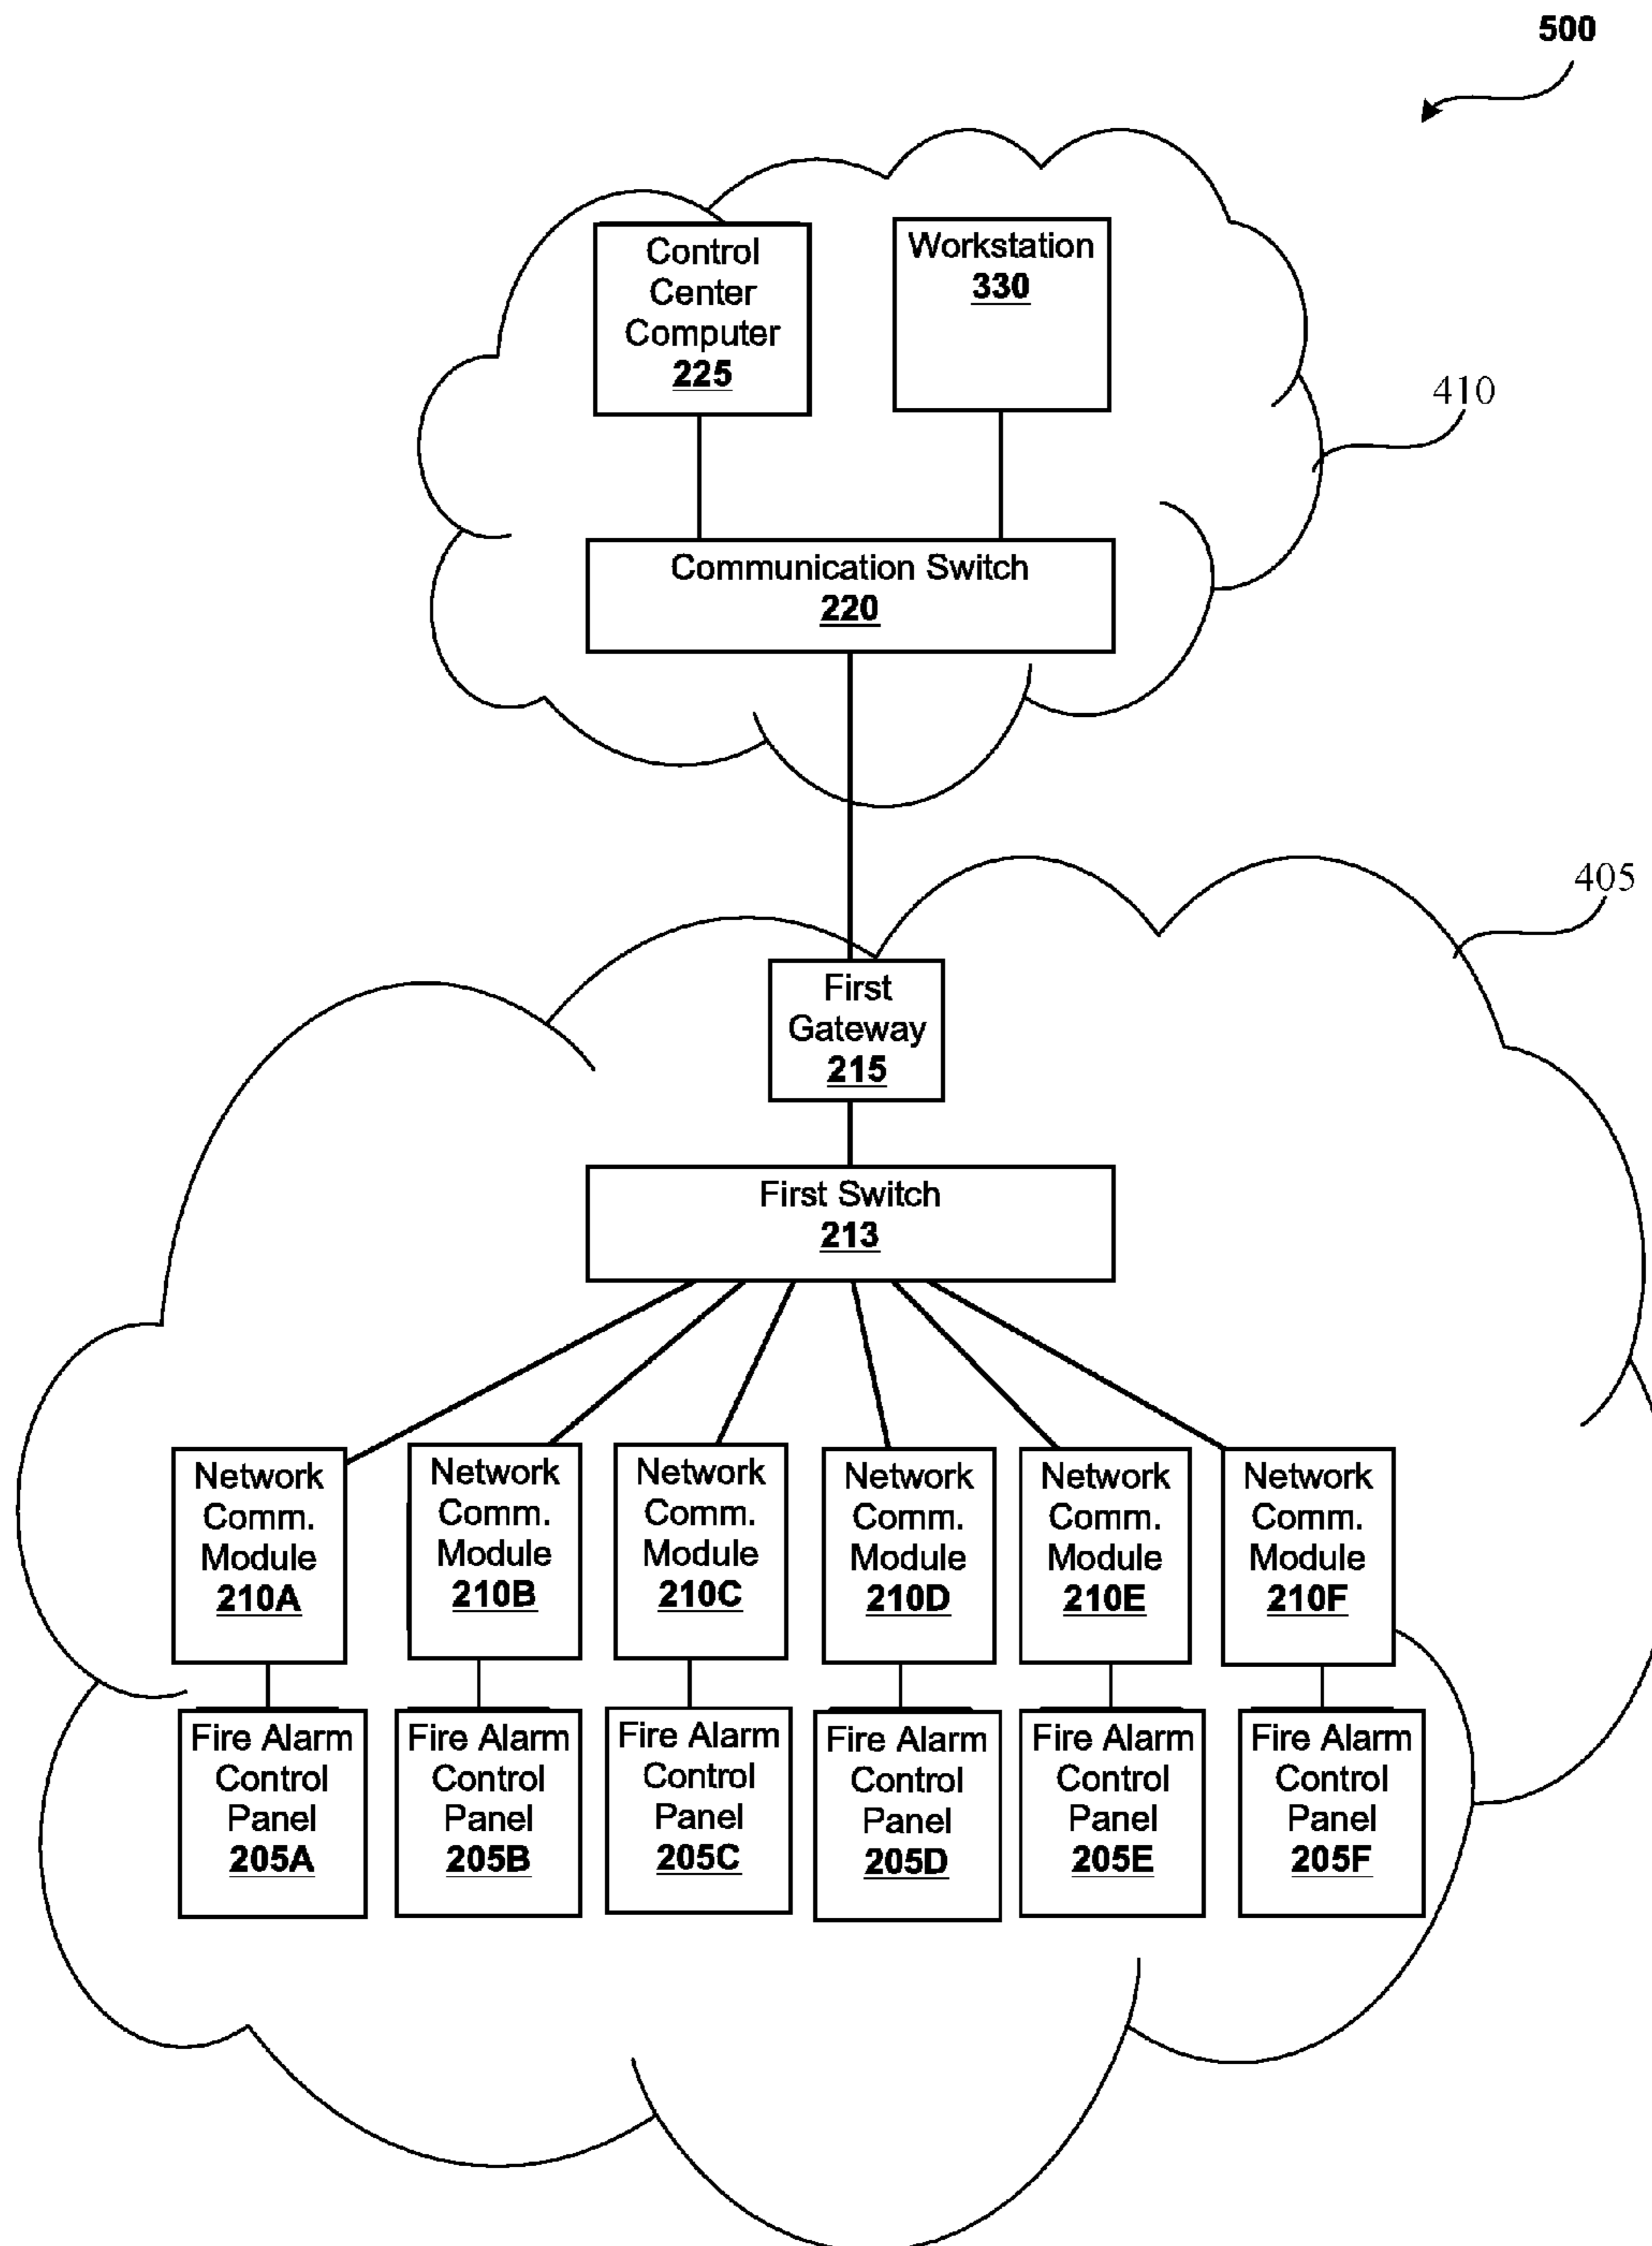 500
Control
Center
Computer
225
Workstation
330
410
Communication Switch
220
405
First
Gateway
215
First Switch
213
Network
Comm.
Module
210A
Network
Comm.
Module
210B
Network
Comm.
Module
210C
Network
Comm.
Module
210D
Network
Comm.
Module
210E
Network
Comm.
Module
210F
Fire Alarm
Control
Panel
205A
Fire Alarm
Control
Panel
205B
Fire Alarm
Control
Panel
205C
Fire Alarm
Control
Panel
205D
Fire Alarm
Control
Panel
205E
Fire Alarm
Control
Panel
205F